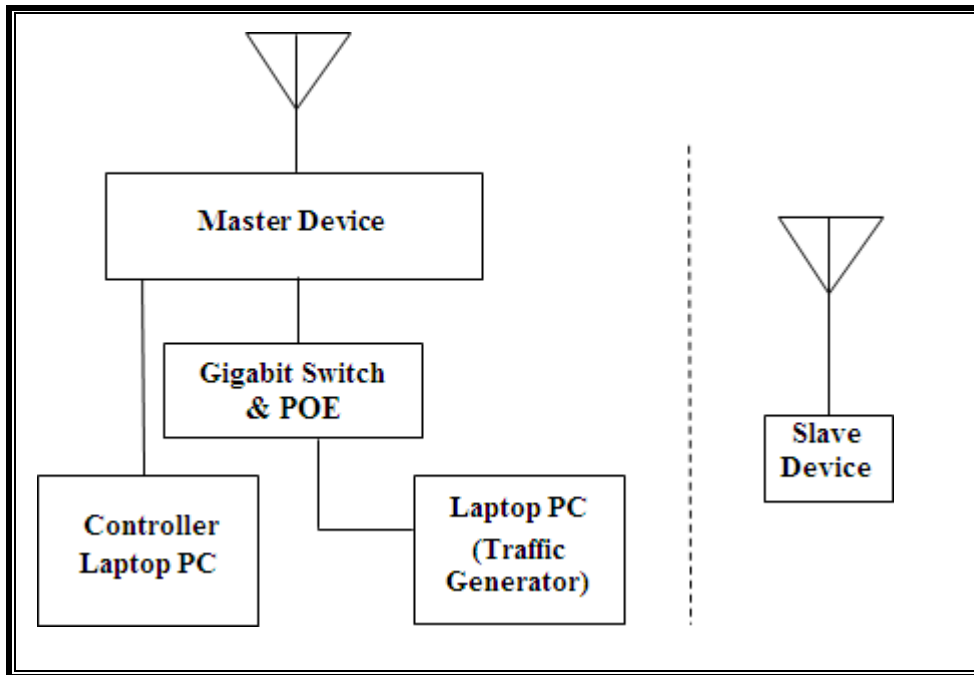 Master Device
Gigabit Switch
& POE
Slave
Device
Controller
Laptop PC
Laptop PC
(Traffic
Generator)